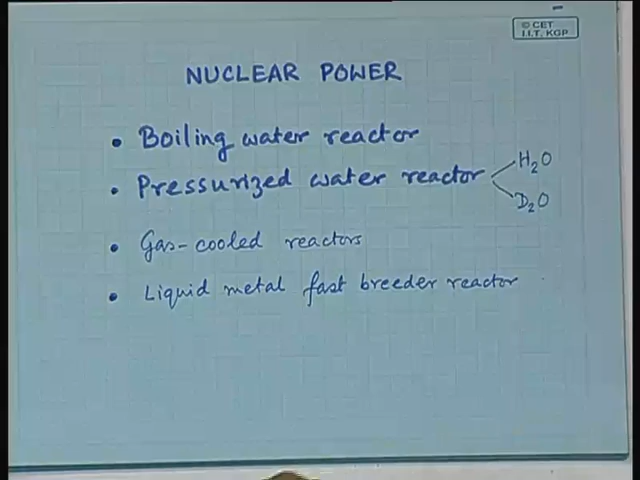 © CET
I.I.T. KGP
NUCLEAR POWER
• Boiling water reactor
• Pressurized water reactor H₂O
D₂O
• Gas-cooled reactors
• Liquid metal fast breeder reactor